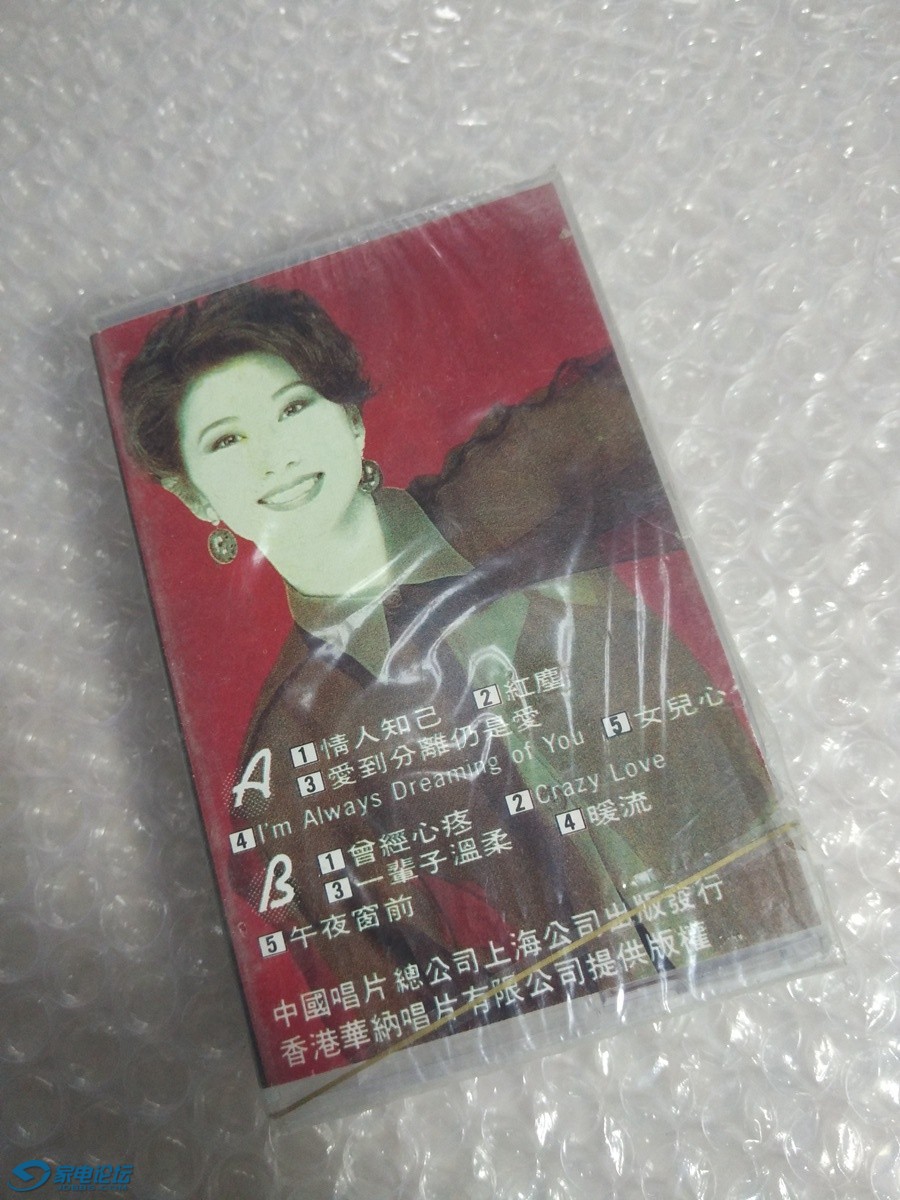 A
1 情人知己 2 紅塵
3 愛到分離仍是愛
4 I'm Always Dreaming of You 5 女兒心
B
1 曾經心疼 2 Crazy Love
3 一輩子溫柔 4 暖流
5 午夜窗前
中國唱片總公司上海公司出版發行
香港華納唱片有限公司提供版權
家电论坛